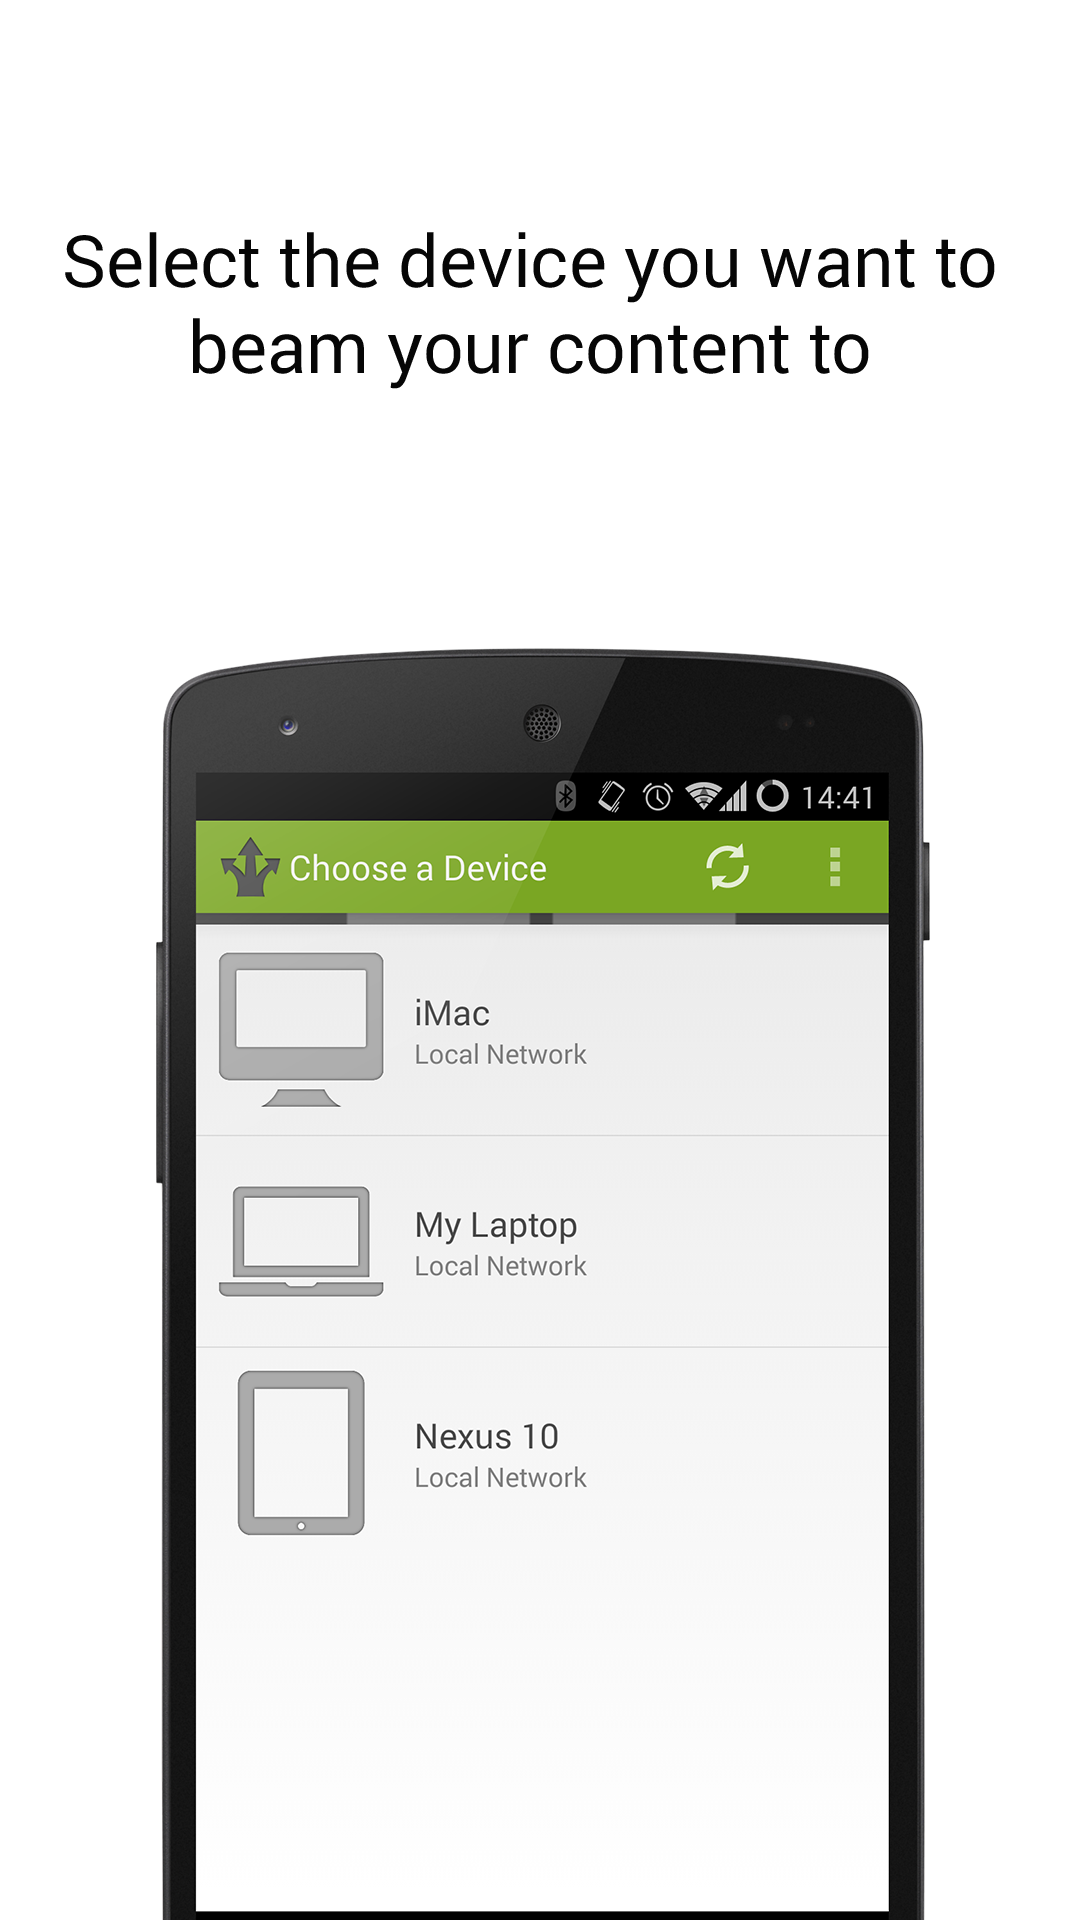 Select the device you want to
beam your content to
14:41
Choose a Device
iMac
Local Network
My Laptop
Local Network
Nexus 10
Local Network